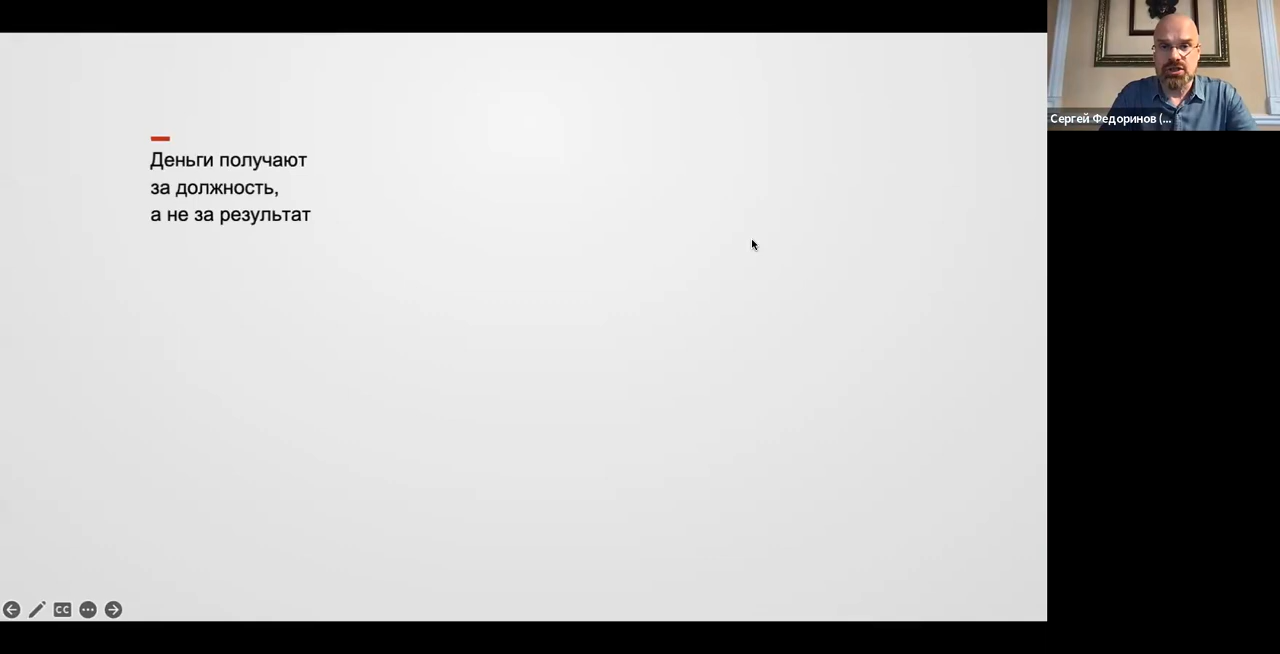 Деньги получают
за должность,
а не за результат
Сергей Федоринов (...
CC